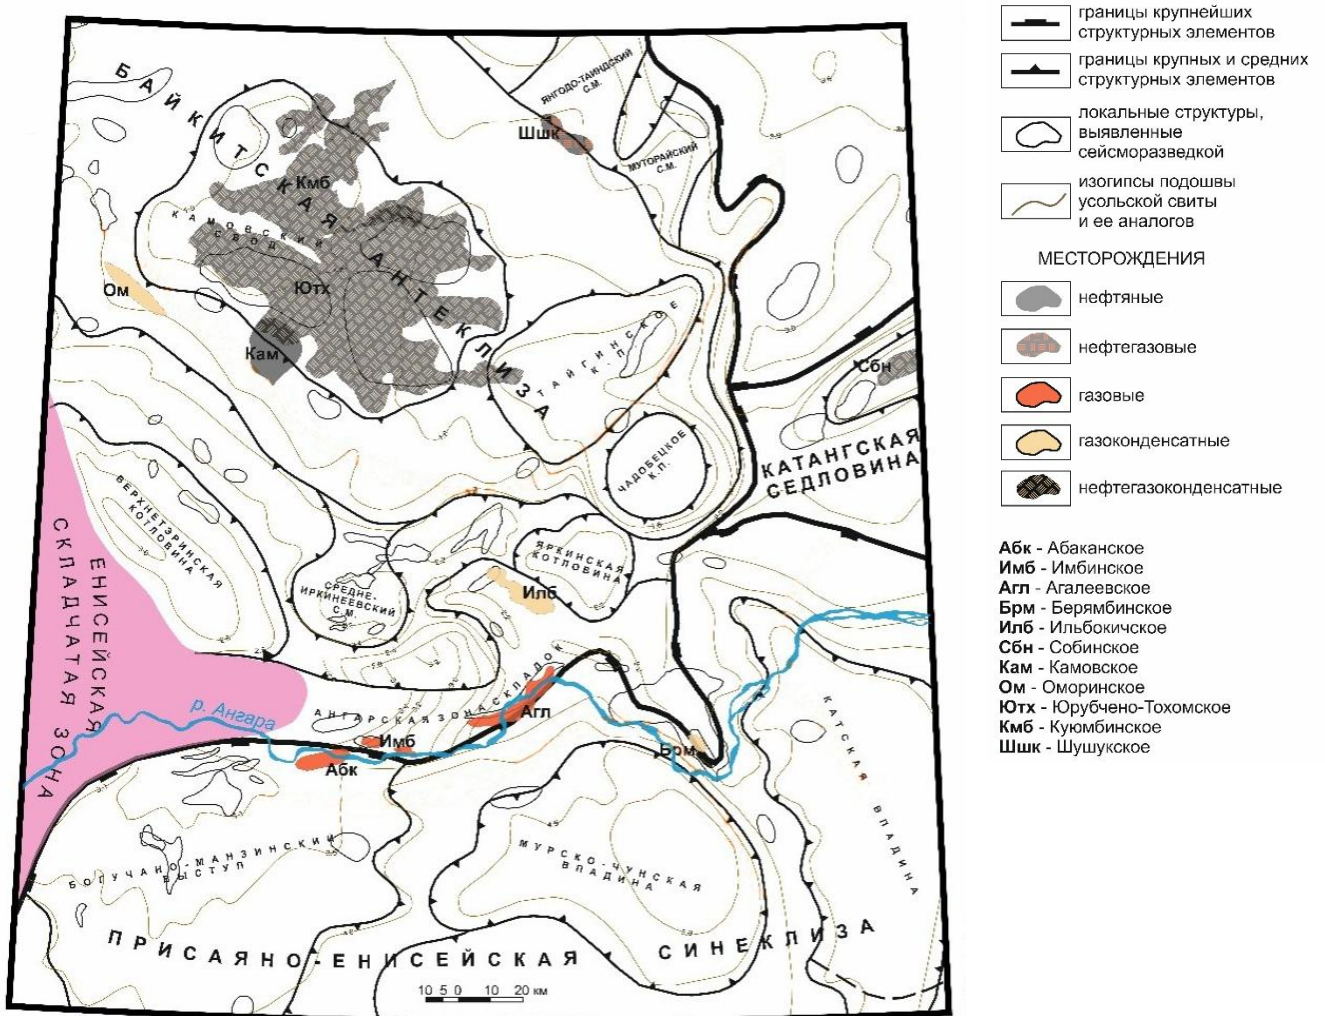 БАЙКИТСКАЯ АНТЕКЛИЗА
ЯНГОДО-ТАИНДСКИЙ
С.М.
Шшк
МУТОРАЙСКИЙ
С.М.
Кмб
КАМОВСКИЙ
СВОД
Ом
Ютх
Кам
ТАЙГИНСКОЕ
К.П.
Сбн
ЧАДОБЕЦКОЕ
К.П.
КАТАНГСКАЯ
СЕДЛОВИНА
ВЕРХНЕТЭРИНСКАЯ
КОТЛОВИНА
ЕНИСЕЙСКАЯ
СКЛАДЧАТАЯ ЗОНА
СРЕДНЕ-
ИРКИНЕЕВСКИЙ
С.М.
ЯРКИНСКАЯ
КОТЛОВИНА
Илб
р. Ангара
АНГАРСКАЯ ЗОНА СКЛАДОК
Агл
Имб
Абк
Брм
КАТСКАЯ ВПАДИНА
БОГУЧАНО-МАНЗИНСКИЙ
ВЫСТУП
МУРСКО-ЧУНСКАЯ
ВПАДИНА
ПРИСАЯНО-ЕНИСЕЙСКАЯ СИНЕКЛИЗА
10 5 0 10 20 км
границы крупнейших
структурных элементов
границы крупных и средних
структурных элементов
локальные структуры,
выявленные
сейсморазведкой
изогипсы подошвы
усольской свиты
и ее аналогов
МЕСТОРОЖДЕНИЯ
нефтяные
нефтегазовые
газовые
газоконденсатные
нефтегазоконденсатные
Абк - Абаканское
Имб - Имбинское
Агл - Агалеевское
Брм - Берямбинское
Илб - Ильбокичское
Сбн - Собинское
Кам - Камовское
Ом - Оморинское
Ютх - Юрубчено-Тохомское
Кмб - Куюмбинское
Шшк - Шушукское